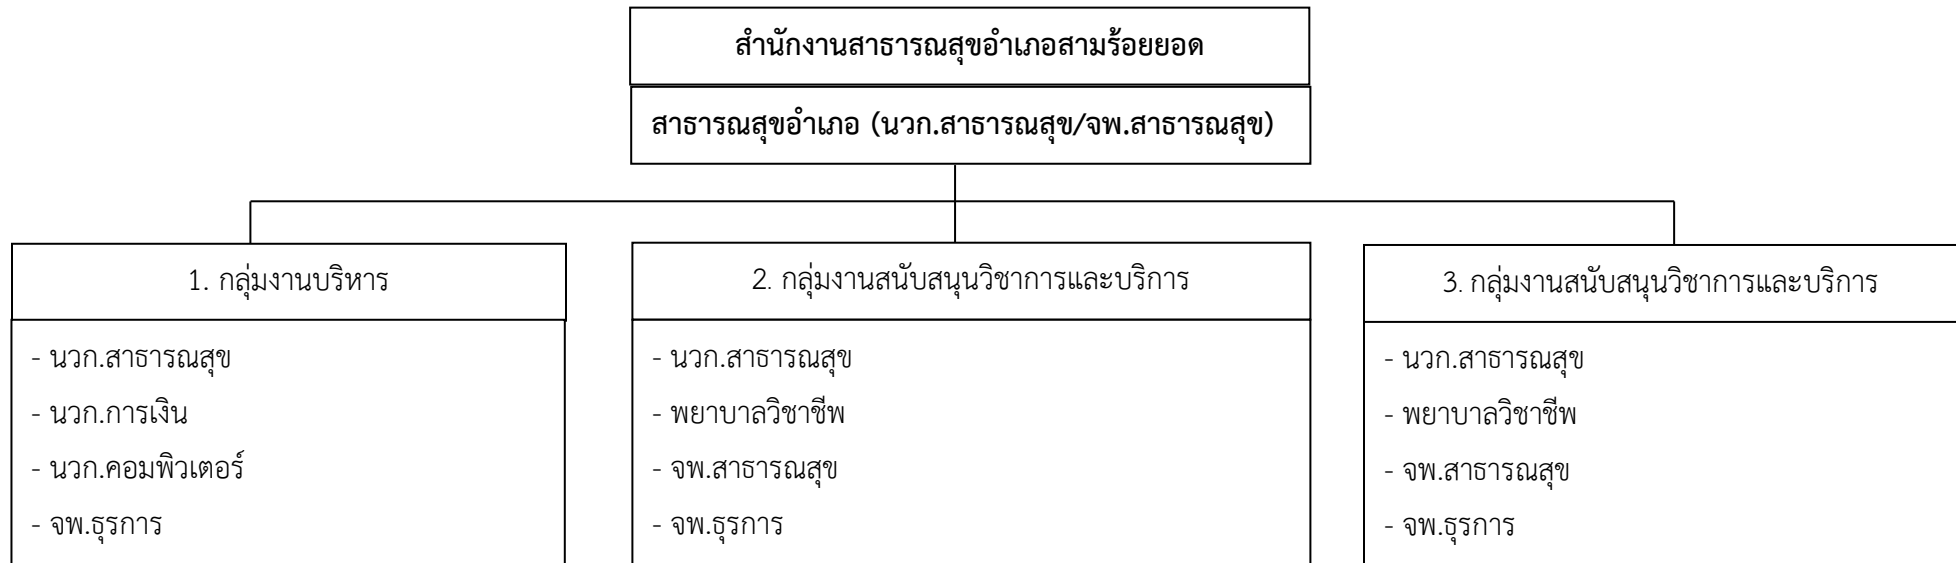 สำนักงานสาธารณสุขอำเภอสามร้อยยอด
สาธารณสุขอำเภอ (นวก.สาธารณสุข/จพ.สาธารณสุข)
1. กลุ่มงานบริหาร
- นวก.สาธารณสุข
- นวก.การเงิน
- นวก.คอมพิวเตอร์
- จพ.ธุรการ
2. กลุ่มงานสนับสนุนวิชาการและบริการ
- นวก.สาธารณสุข
- พยาบาลวิชาชีพ
- จพ.สาธารณสุข
- จพ.ธุรการ
3. กลุ่มงานสนับสนุนวิชาการและบริการ
- นวก.สาธารณสุข
- พยาบาลวิชาชีพ
- จพ.สาธารณสุข
- จพ.ธุรการ